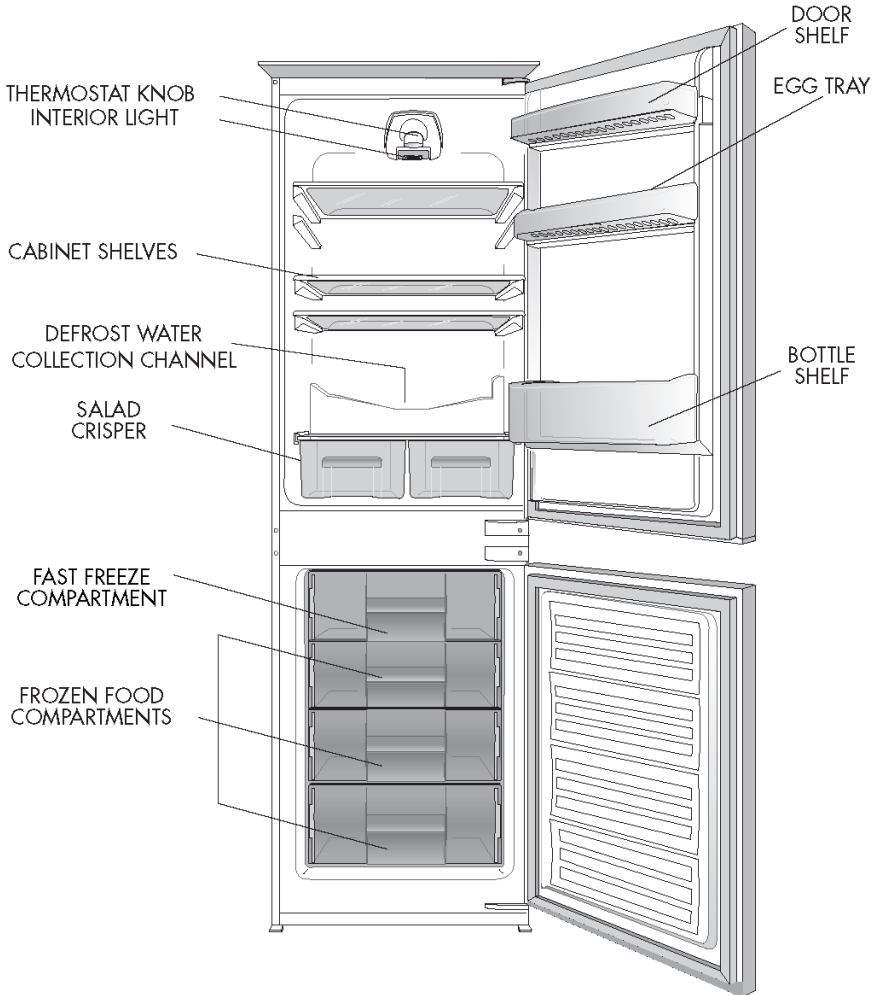 DOOR
SHELF
EGG TRAY
THERMOSTAT KNOB
INTERIOR LIGHT
CABINET SHELVES
DEFROST WATER
COLLECTION CHANNEL
BOTTLE
SHELF
SALAD
CRISPER
FAST FREEZE
COMPARTMENT
FROZEN FOOD
COMPARTMENTS